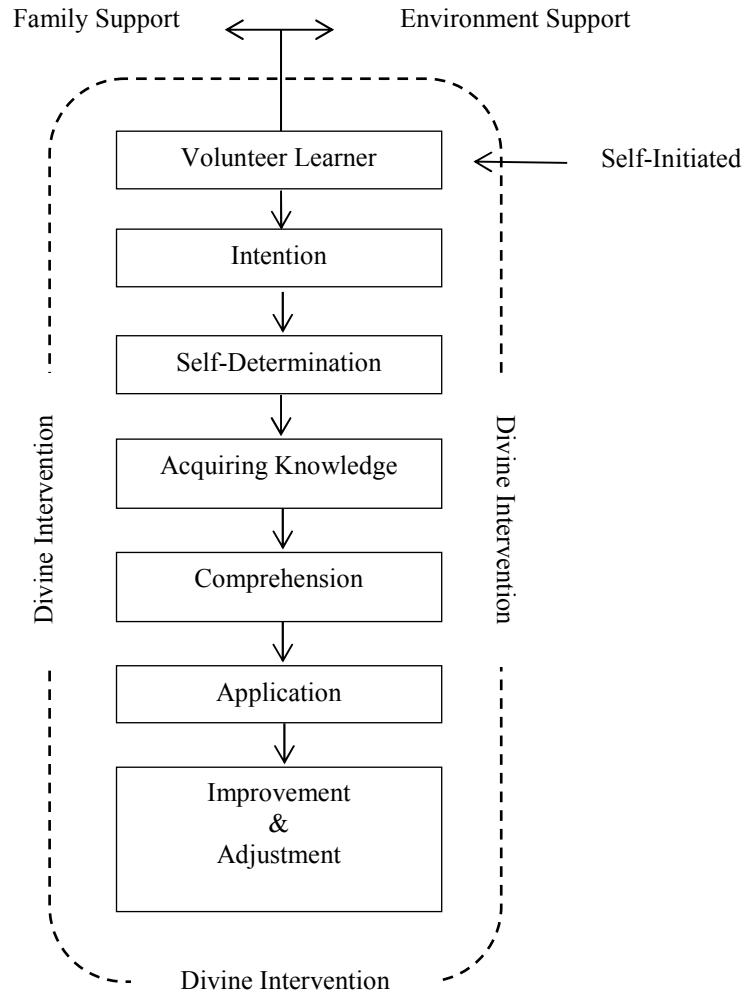 Family Support
Environment Support
Volunteer Learner
Self-Initiated
Intention
Self-Determination
Acquiring Knowledge
Divine Intervention
Divine Intervention
Comprehension
Application
Improvement
&
Adjustment
Divine Intervention